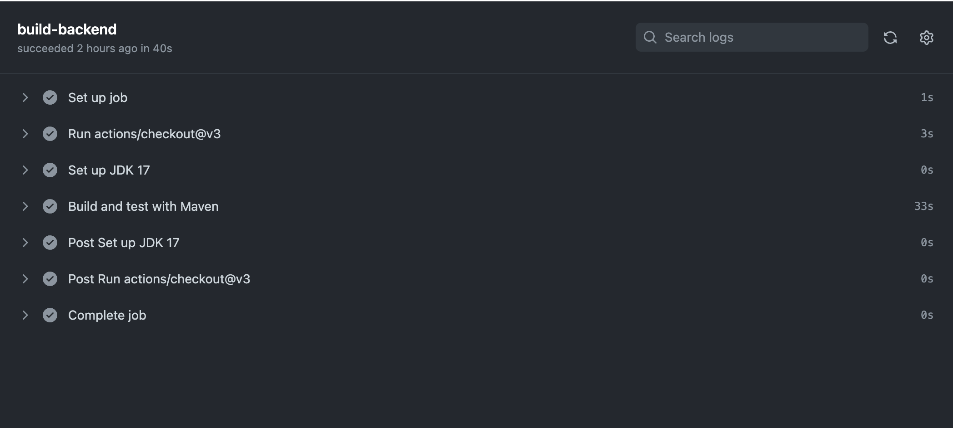 build-backend
succeeded 2 hours ago in 40s
Search logs
Set up job 1s
Run actions/checkout@v3 3s
Set up JDK 17 0s
Build and test with Maven 33s
Post Set up JDK 17 0s
Post Run actions/checkout@v3 0s
Complete job 0s